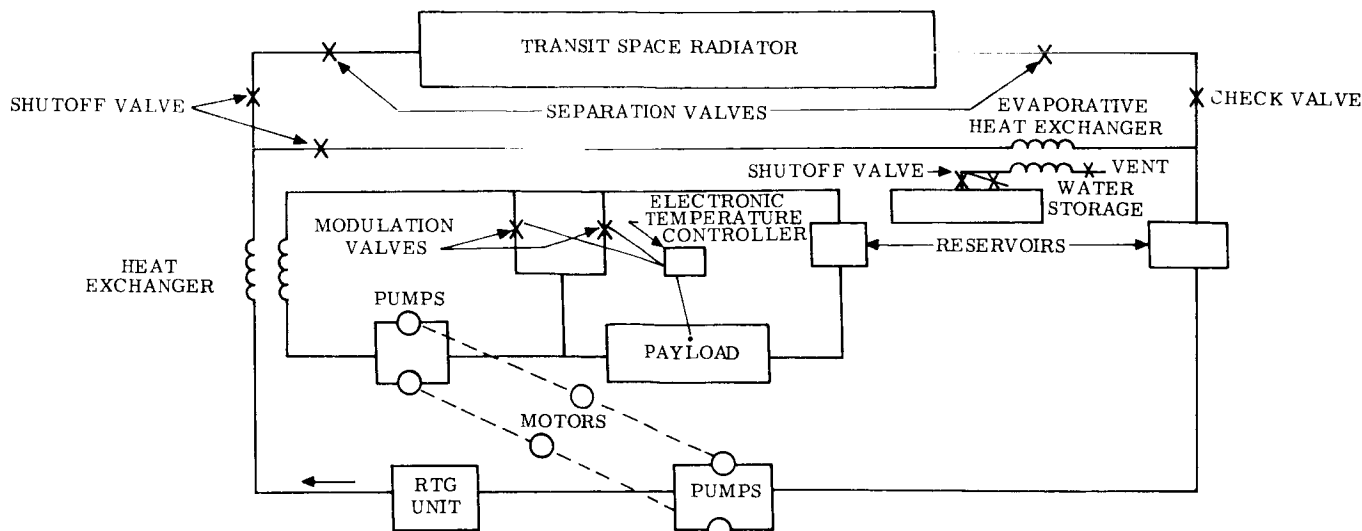 TRANSIT SPACE RADIATOR
SHUTOFF VALVE
SEPARATION VALVES
CHECK VALVE
EVAPORATIVE
HEAT EXCHANGER
SHUTOFF VALVE
VENT
WATER
STORAGE
MODULATION
VALVES
ELECTRONIC
TEMPERATURE
CONTROLLER
RESERVOIRS
HEAT
EXCHANGER
PUMPS
PAYLOAD
MOTORS
RTG
UNIT
PUMPS